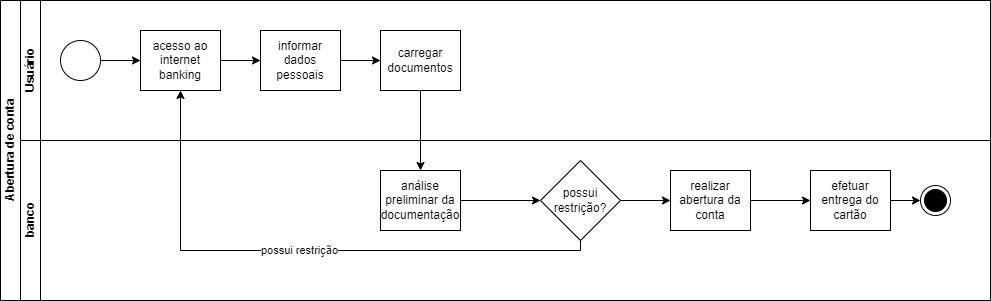 Abertura de conta
Usuário
acesso ao
internet
banking
informar
dados
pessoais
carregar
documentos
banco
análise
preliminar da
documentação
possui
restrição?
realizar
abertura da
conta
efetuar
entrega do
cartão
possui restrição